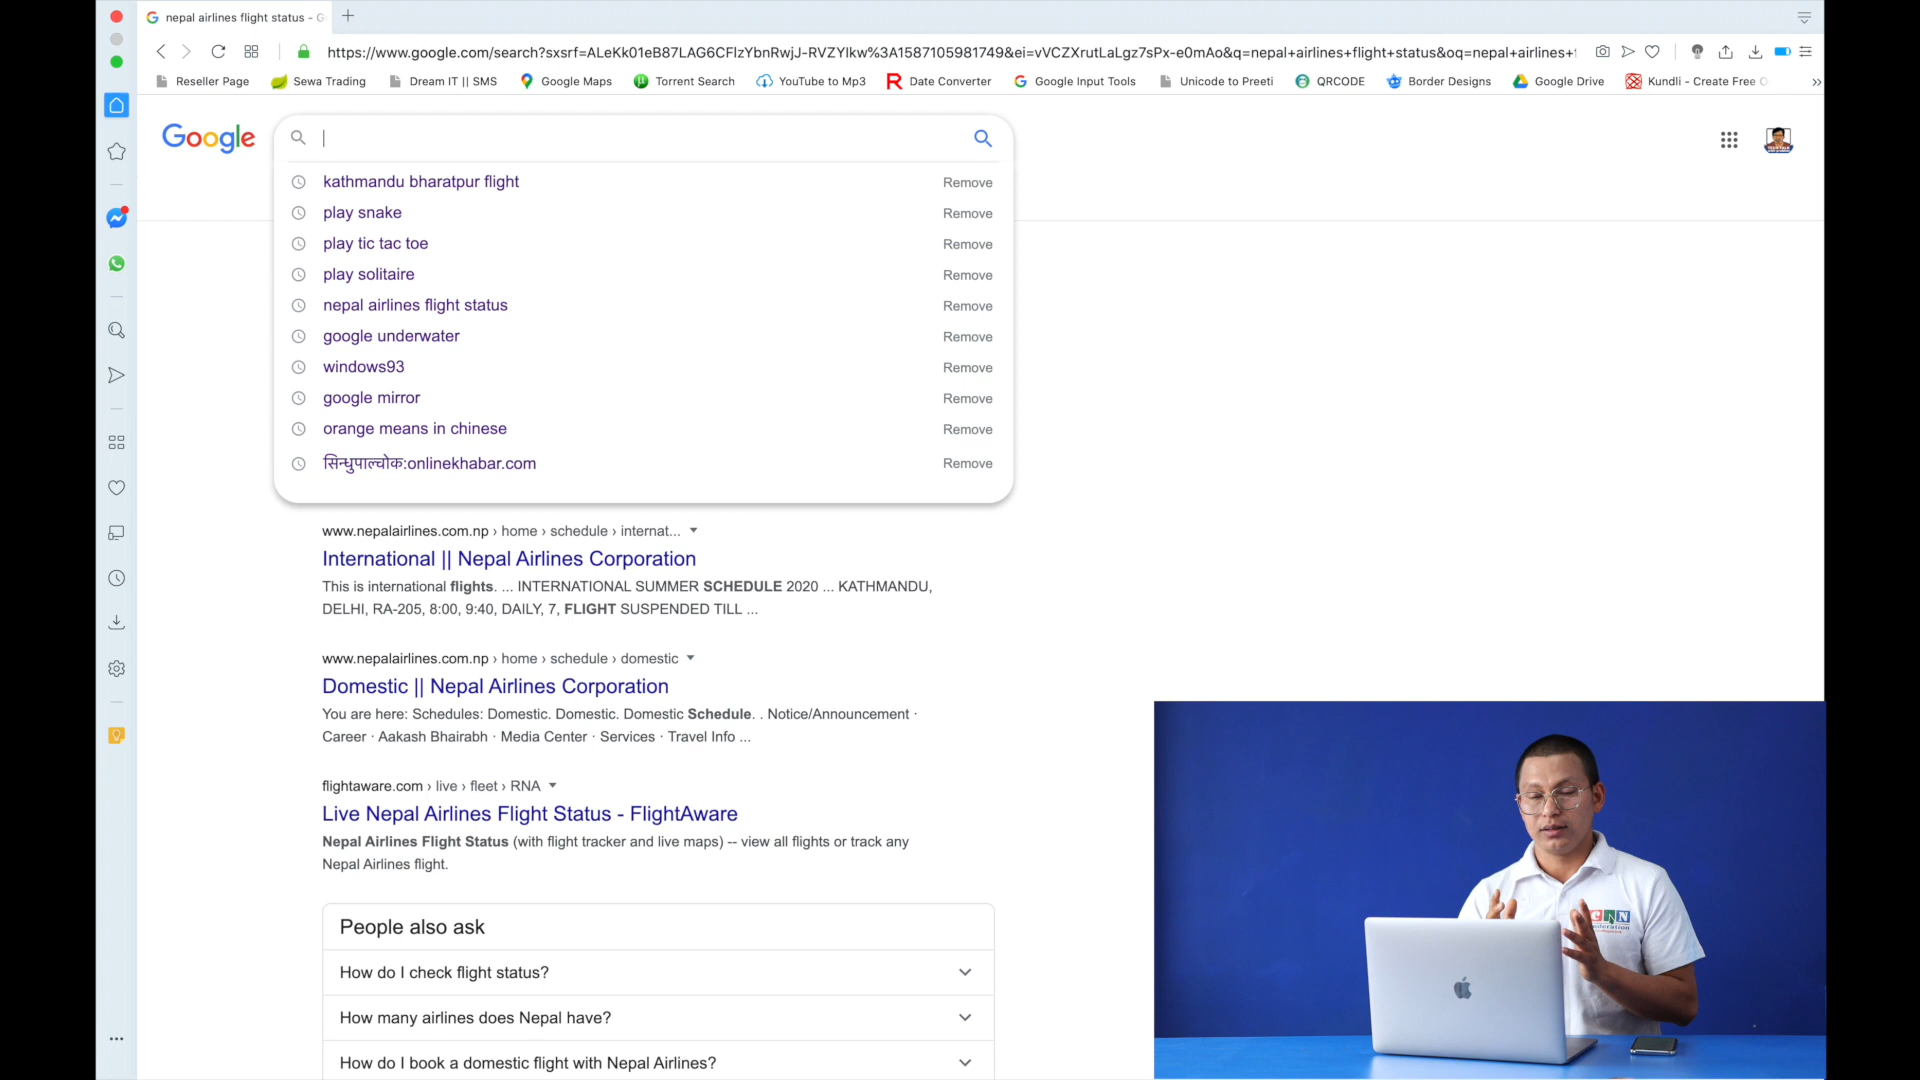 nepal airlines flight status - G
https://www.google.com/search?sxsrf=ALeKk01eB87LAG6CFlzYbnRwjJ-RVZYlkw%3A1587105981749&ei=vVCZXrutLaLgz7sPx-e0mAo&q=nepal+airlines+flight+status&oq=nepal+airlines+
Reseller Page Sewa Trading Dream IT || SMS Google Maps Torrent Search YouTube to Mp3 Date Converter Google Input Tools Unicode to Preeti QRCODE Border Designs Google Drive Kundli - Create Free
Google
kathmandu bharatpur flight Remove
play snake Remove
play tic tac toe Remove
play solitaire Remove
nepal airlines flight status Remove
google underwater Remove
windows93 Remove
google mirror Remove
orange means in chinese Remove
सिन्धुपाल्चोक:onlinekhabar.com Remove
www.nepalairlines.com.np › home › schedule › internat...
International || Nepal Airlines Corporation
This is international flights. ... INTERNATIONAL SUMMER SCHEDULE 2020 ... KATHMANDU,
DELHI, RA-205, 8:00, 9:40, DAILY, 7, FLIGHT SUSPENDED TILL ...
www.nepalairlines.com.np › home › schedule › domestic
Domestic || Nepal Airlines Corporation
You are here: Schedules: Domestic. Domestic. Domestic Schedule. . Notice/Announcement ·
Career · Aakash Bhairabh · Media Center · Services · Travel Info ...
flightaware.com › live › fleet › RNA
Live Nepal Airlines Flight Status - FlightAware
Nepal Airlines Flight Status (with flight tracker and live maps) -- view all flights or track any
Nepal Airlines flight.
People also ask
How do I check flight status?
How many airlines does Nepal have?
How do I book a domestic flight with Nepal Airlines?